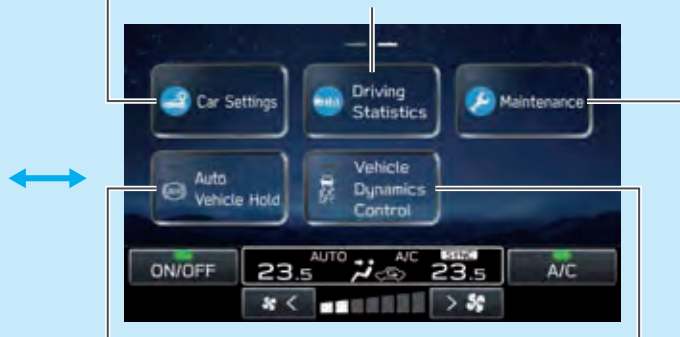 Car Settings
Driving
Statistics
Maintenance
Auto
Vehicle Hold
Vehicle
Dynamics
Control
ON/OFF
AUTO A/C SYNC
23.5 23.5
A/C
< >